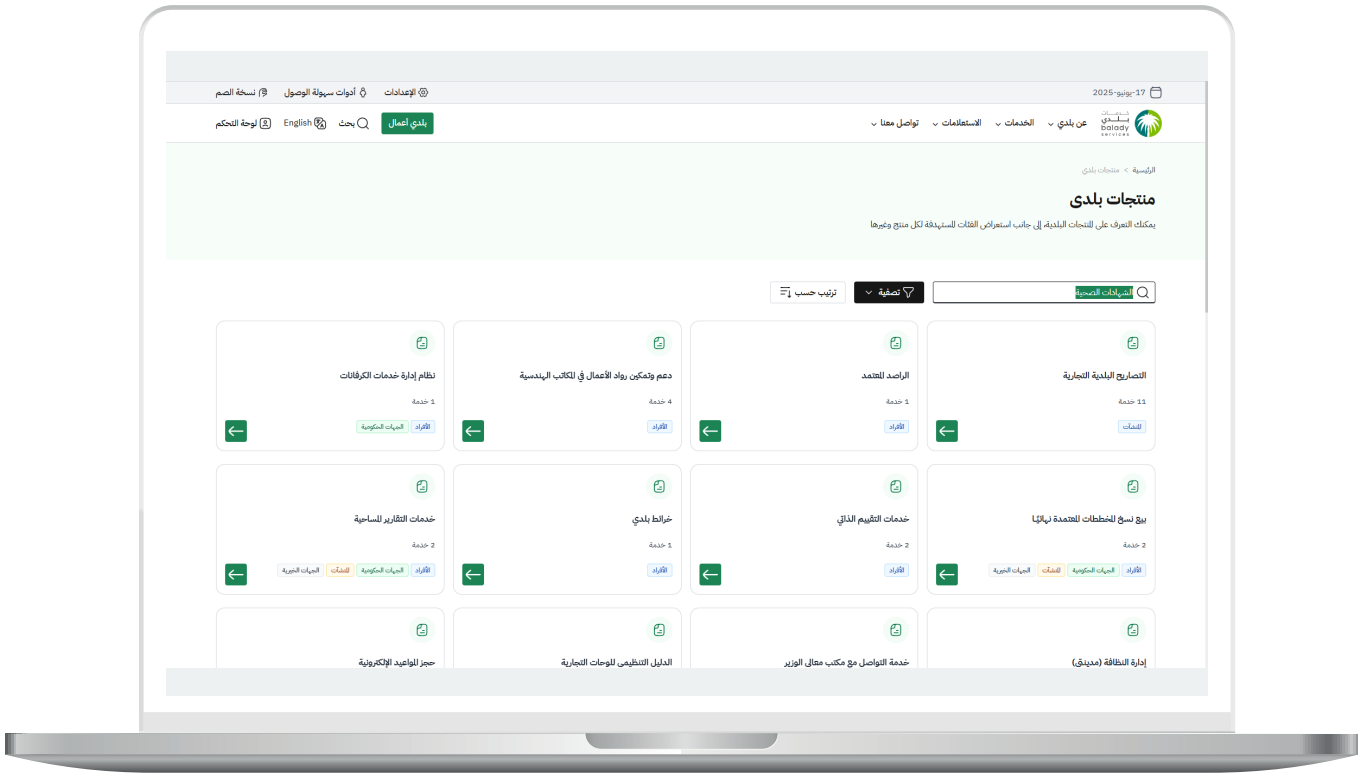 17-يونيو-2025
الإعدادات
أدوات سهولة الوصول
نسخة الصم
خدمات
بلدي
balady
services
عن بلدي
الخدمات
الاستعلامات
تواصل معنا
بلدي أعمال
بحث
English
لوحة التحكم
الرئيسية > منتجات بلدي
منتجات بلدي
يمكنك التعرف على المنتجات البلدية، إلى جانب استعراض الفئات المستهدفة لكل منتج وغيرها
الشهادات الصحية
تصفية
ترتيب حسب
التصاريح البلدية التجارية
11 خدمة
المنشآت
الراصد المعتمد
1 خدمة
الأفراد
دعم وتمكين رواد الأعمال في المكاتب الهندسية
4 خدمة
الأفراد
نظام إدارة خدمات الكرفانات
1 خدمة
الأفراد الجهات الحكومية
بيع نسخ المخططات المعتمدة نهائيًا
2 خدمة
الأفراد الجهات الحكومية المنشآت الجهات الخيرية
خدمات التقييم الذاتي
2 خدمة
الأفراد
خرائط بلدي
1 خدمة
الأفراد
خدمات التقارير المساحية
2 خدمة
الأفراد الجهات الحكومية المنشآت الجهات الخيرية
إدارة النظافة (مدينتي)
خدمة التواصل مع مكتب معالي الوزير
الدليل التنظيمي للوحات التجارية
حجز المواعيد الإلكترونية